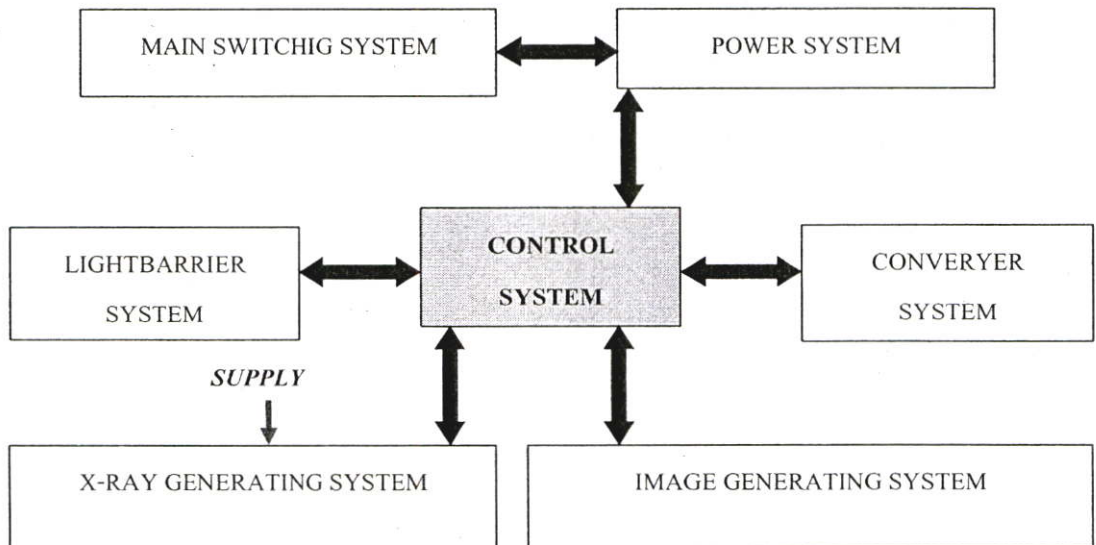 MAIN SWITCHIG SYSTEM
POWER SYSTEM
LIGHTBARRIER
SYSTEM
CONTROL
SYSTEM
CONVERYER
SYSTEM
SUPPLY
X-RAY GENERATING SYSTEM
IMAGE GENERATING SYSTEM